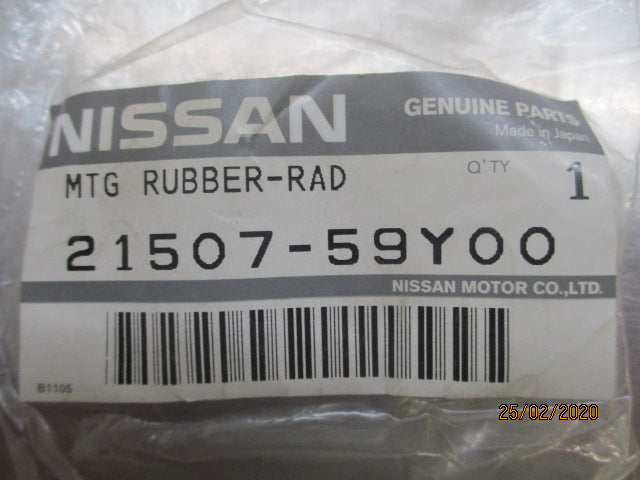 NISSAN
GENUINE PARTS
Made in Japan
MTG RUBBER-RAD
Q'TY 1
21507-59Y00
NISSAN MOTOR CO.,LTD.
B1105
25/02/2020